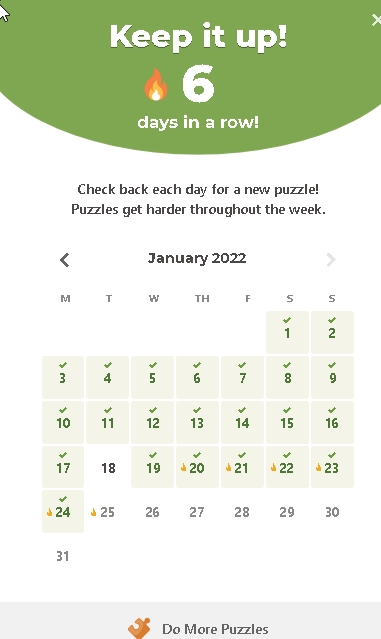 Keep it up!
6
days in a row!
Check back each day for a new puzzle!
Puzzles get harder throughout the week.
January 2022
M T W TH F S S
1 2
3 4 5 6 7 8 9
10 11 12 13 14 15 16
17 18 19 20 21 22 23
24 25 26 27 28 29 30
31
Do More Puzzles